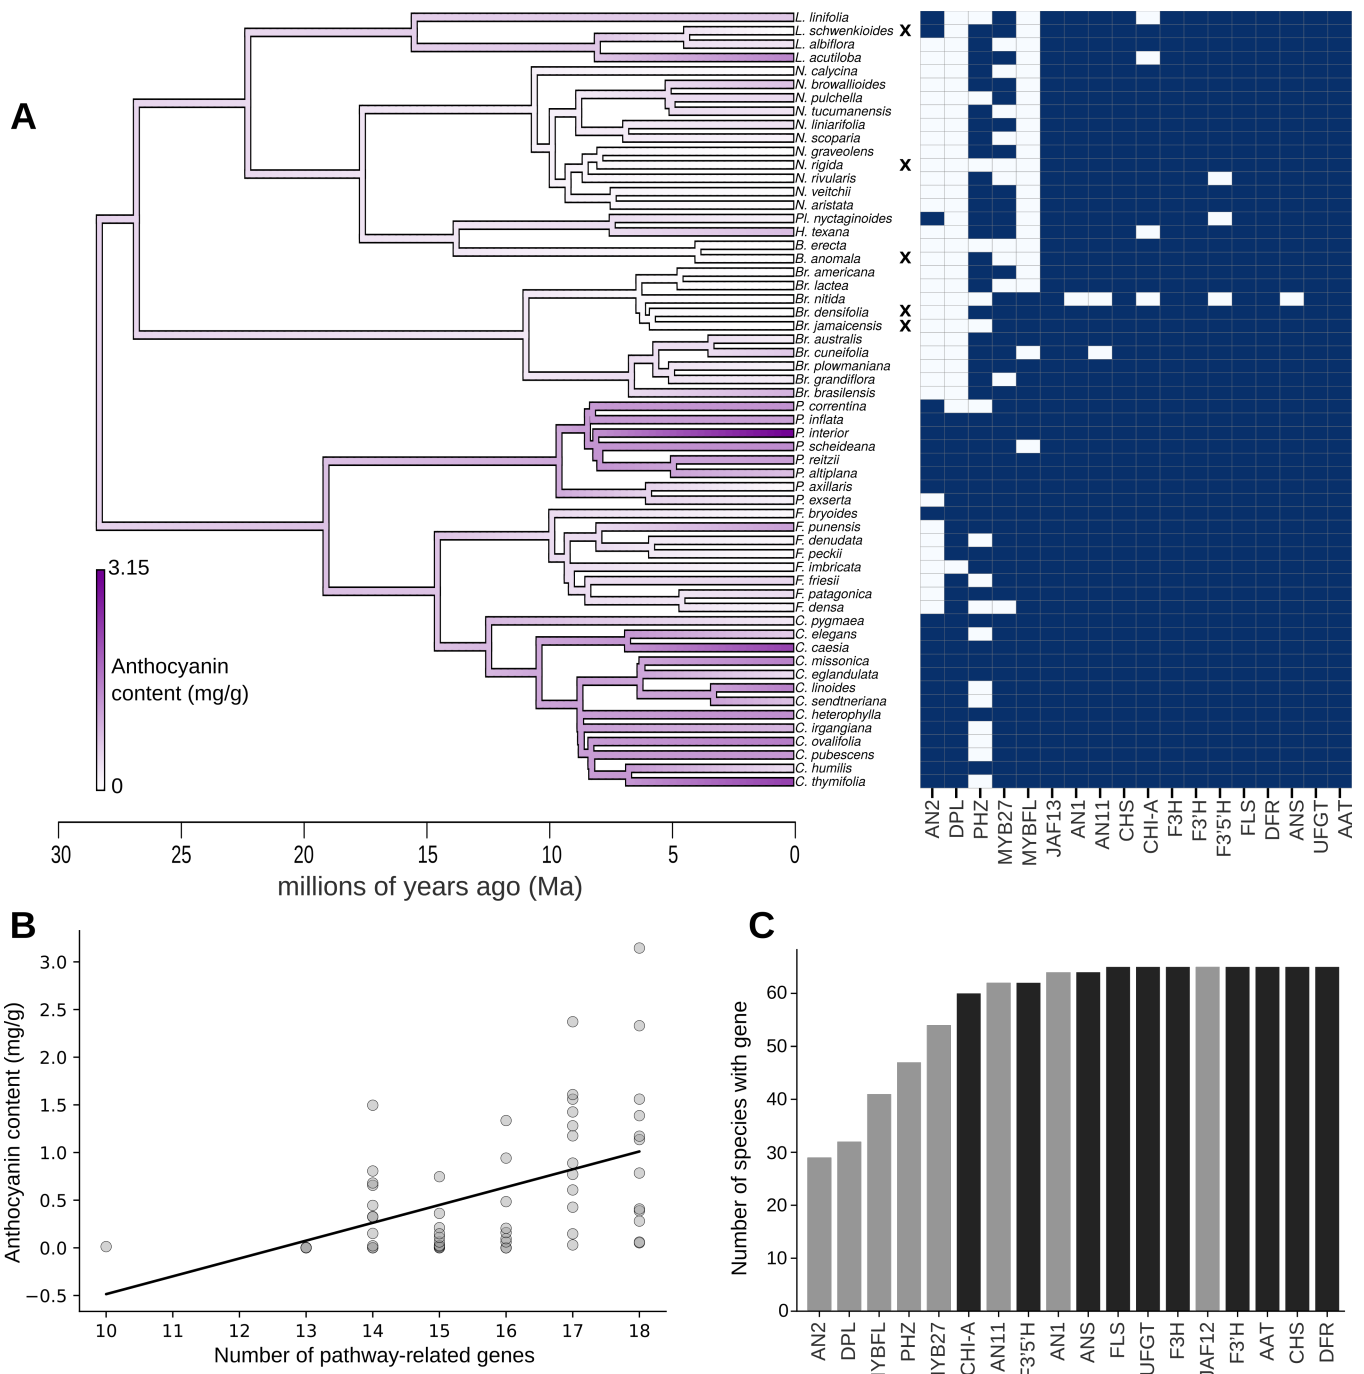 A
L. linifolia
L. schwenkioides X
L. albiflora
L. acutiloba
N. calycina
N. browallioides
N. pulchella
N. tucumanensis
N. liniarifolia
N. scoparia
N. graveolens
N. rigida X
N. rivularis
N. veitchii
N. aristata
Pl. nyctaginoides
H. texana
B. erecta
B. anomala X
Br. americana
Br. lactea
Br. nitida
Br. densifolia X
Br. jamaicensis X
Br. australis
Br. cuneifolia
Br. plowmaniana
Br. grandiflora
Br. brasilensis
P. correntina
P. inflata
P. interior
P. scheideana
P. reitzii
P. altiplana
P. axillaris
P. exserta
F. bryoides
F. punensis
F. denudata
F. peckii
F. imbricata
F. friesii
F. patagonica
F. densa
C. pygmaea
C. elegans
C. caesia
C. missonica
C. eglandulata
C. linoides
C. sendtneriana
C. heterophylla
C. irgangiana
C. ovalifolia
C. pubescens
C. humilis
C. thymifolia
3.15
Anthocyanin
content (mg/g)
0
30 25 20 15 10 5 0
millions of years ago (Ma)
AN2 DPL PHZ MYB27 MYBFL JAF13 AN1 AN11 CHS CHI-A F3H F3'H F3'5'H FLS DFR ANS UFGT AAT
B
Anthocyanin content (mg/g)
3.0
2.5
2.0
1.5
1.0
0.5
0.0
−0.5
10 11 12 13 14 15 16 17 18
Number of pathway-related genes
C
Number of species with gene
60
50
40
30
20
10
0
AN2 DPL IYBFL PHZ IYB27 CHI-A AN11 F3'5'H AN1 ANS FLS UFGT F3H JAF12 F3'H AAT CHS DFR